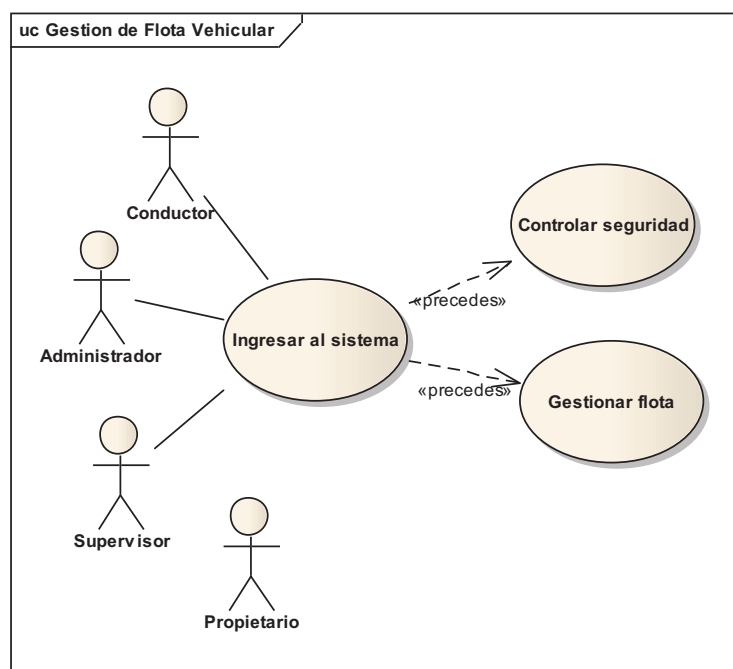 uc Gestion de Flota Vehicular
Conductor
Controlar seguridad
«precedes»
Administrador
Ingresar al sistema
«precedes»
Gestionar flota
Supervisor
Propietario